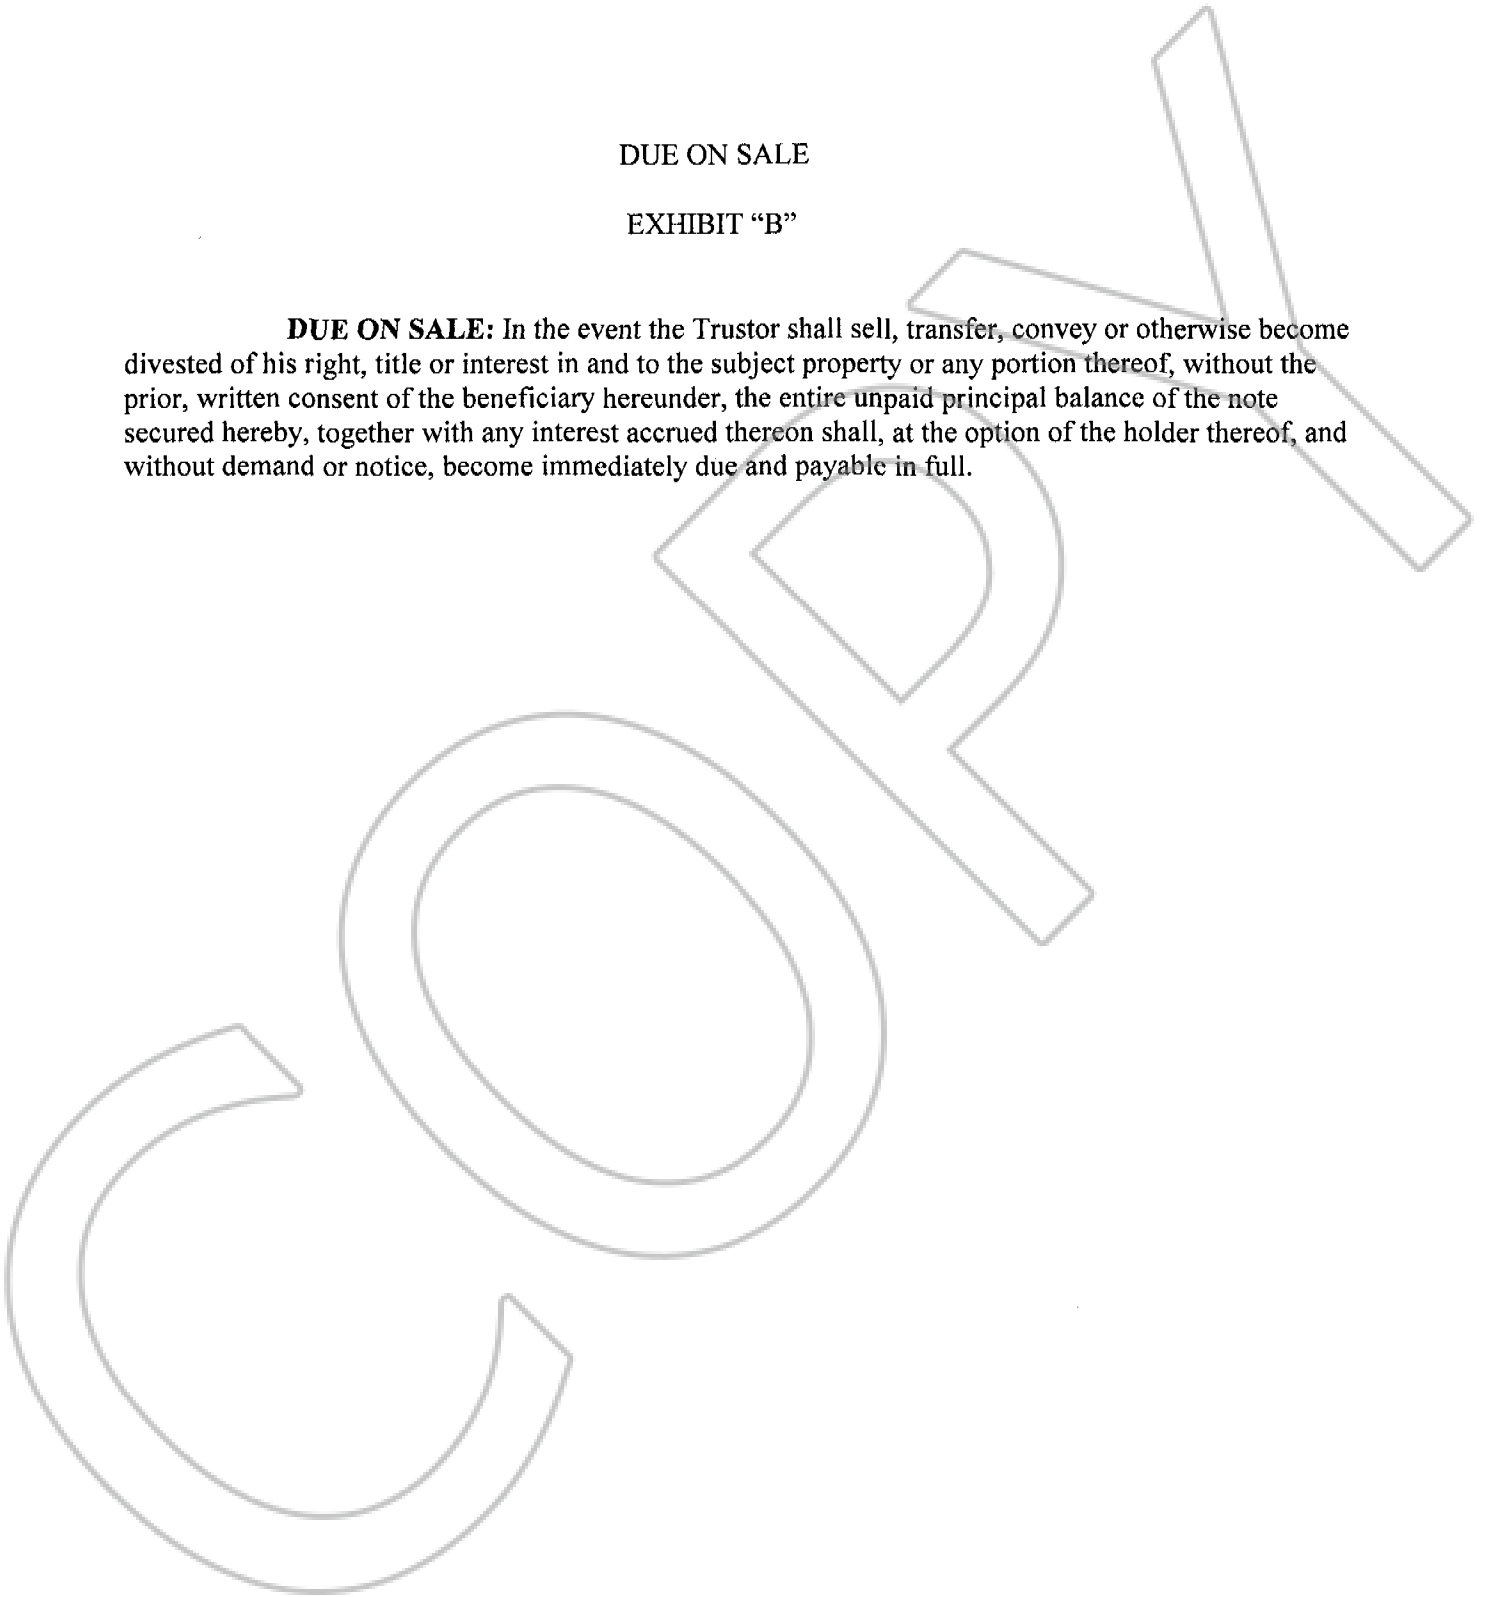 DUE ON SALE
EXHIBIT “B”
DUE ON SALE: In the event the Trustor shall sell, transfer, convey or otherwise become
divested of his right, title or interest in and to the subject property or any portion thereof, without the
prior, written consent of the beneficiary hereunder, the entire unpaid principal balance of the note
secured hereby, together with any interest accrued thereon shall, at the option of the holder thereof, and
without demand or notice, become immediately due and payable in full.
COPY